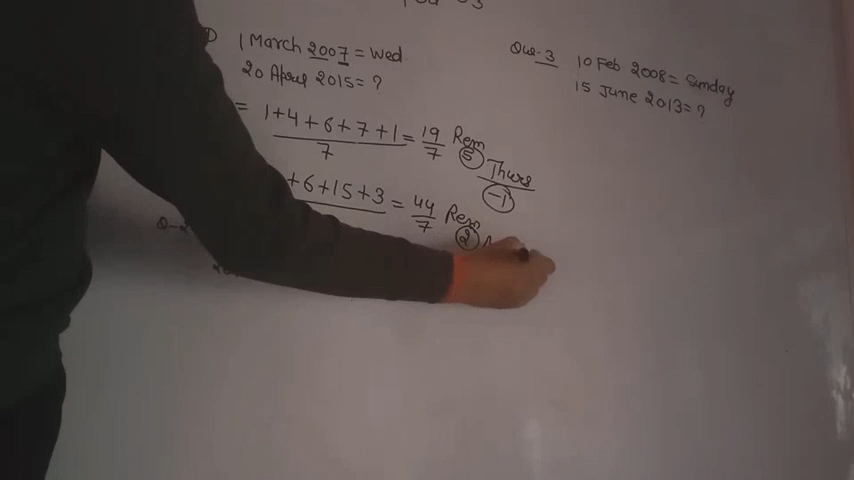 1 March 2007 = Wed
20 April 2015 = ?
= 1+4+6+7+1 / 7 = 19/7 Rem 5 Thurs -1
+6+15+3 = 44/7 Rem 2
Que-3 10 Feb 2008 = Sunday
15 June 2013 = ?